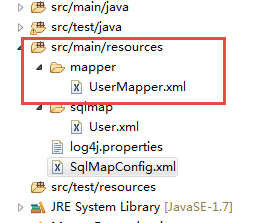 src/main/java
src/test/java
src/main/resources
mapper
UserMapper.xml
sqlmap
User.xml
log4j.properties
SqlMapConfig.xml
src/test/resources
JRE System Library [JavaSE-1.7]